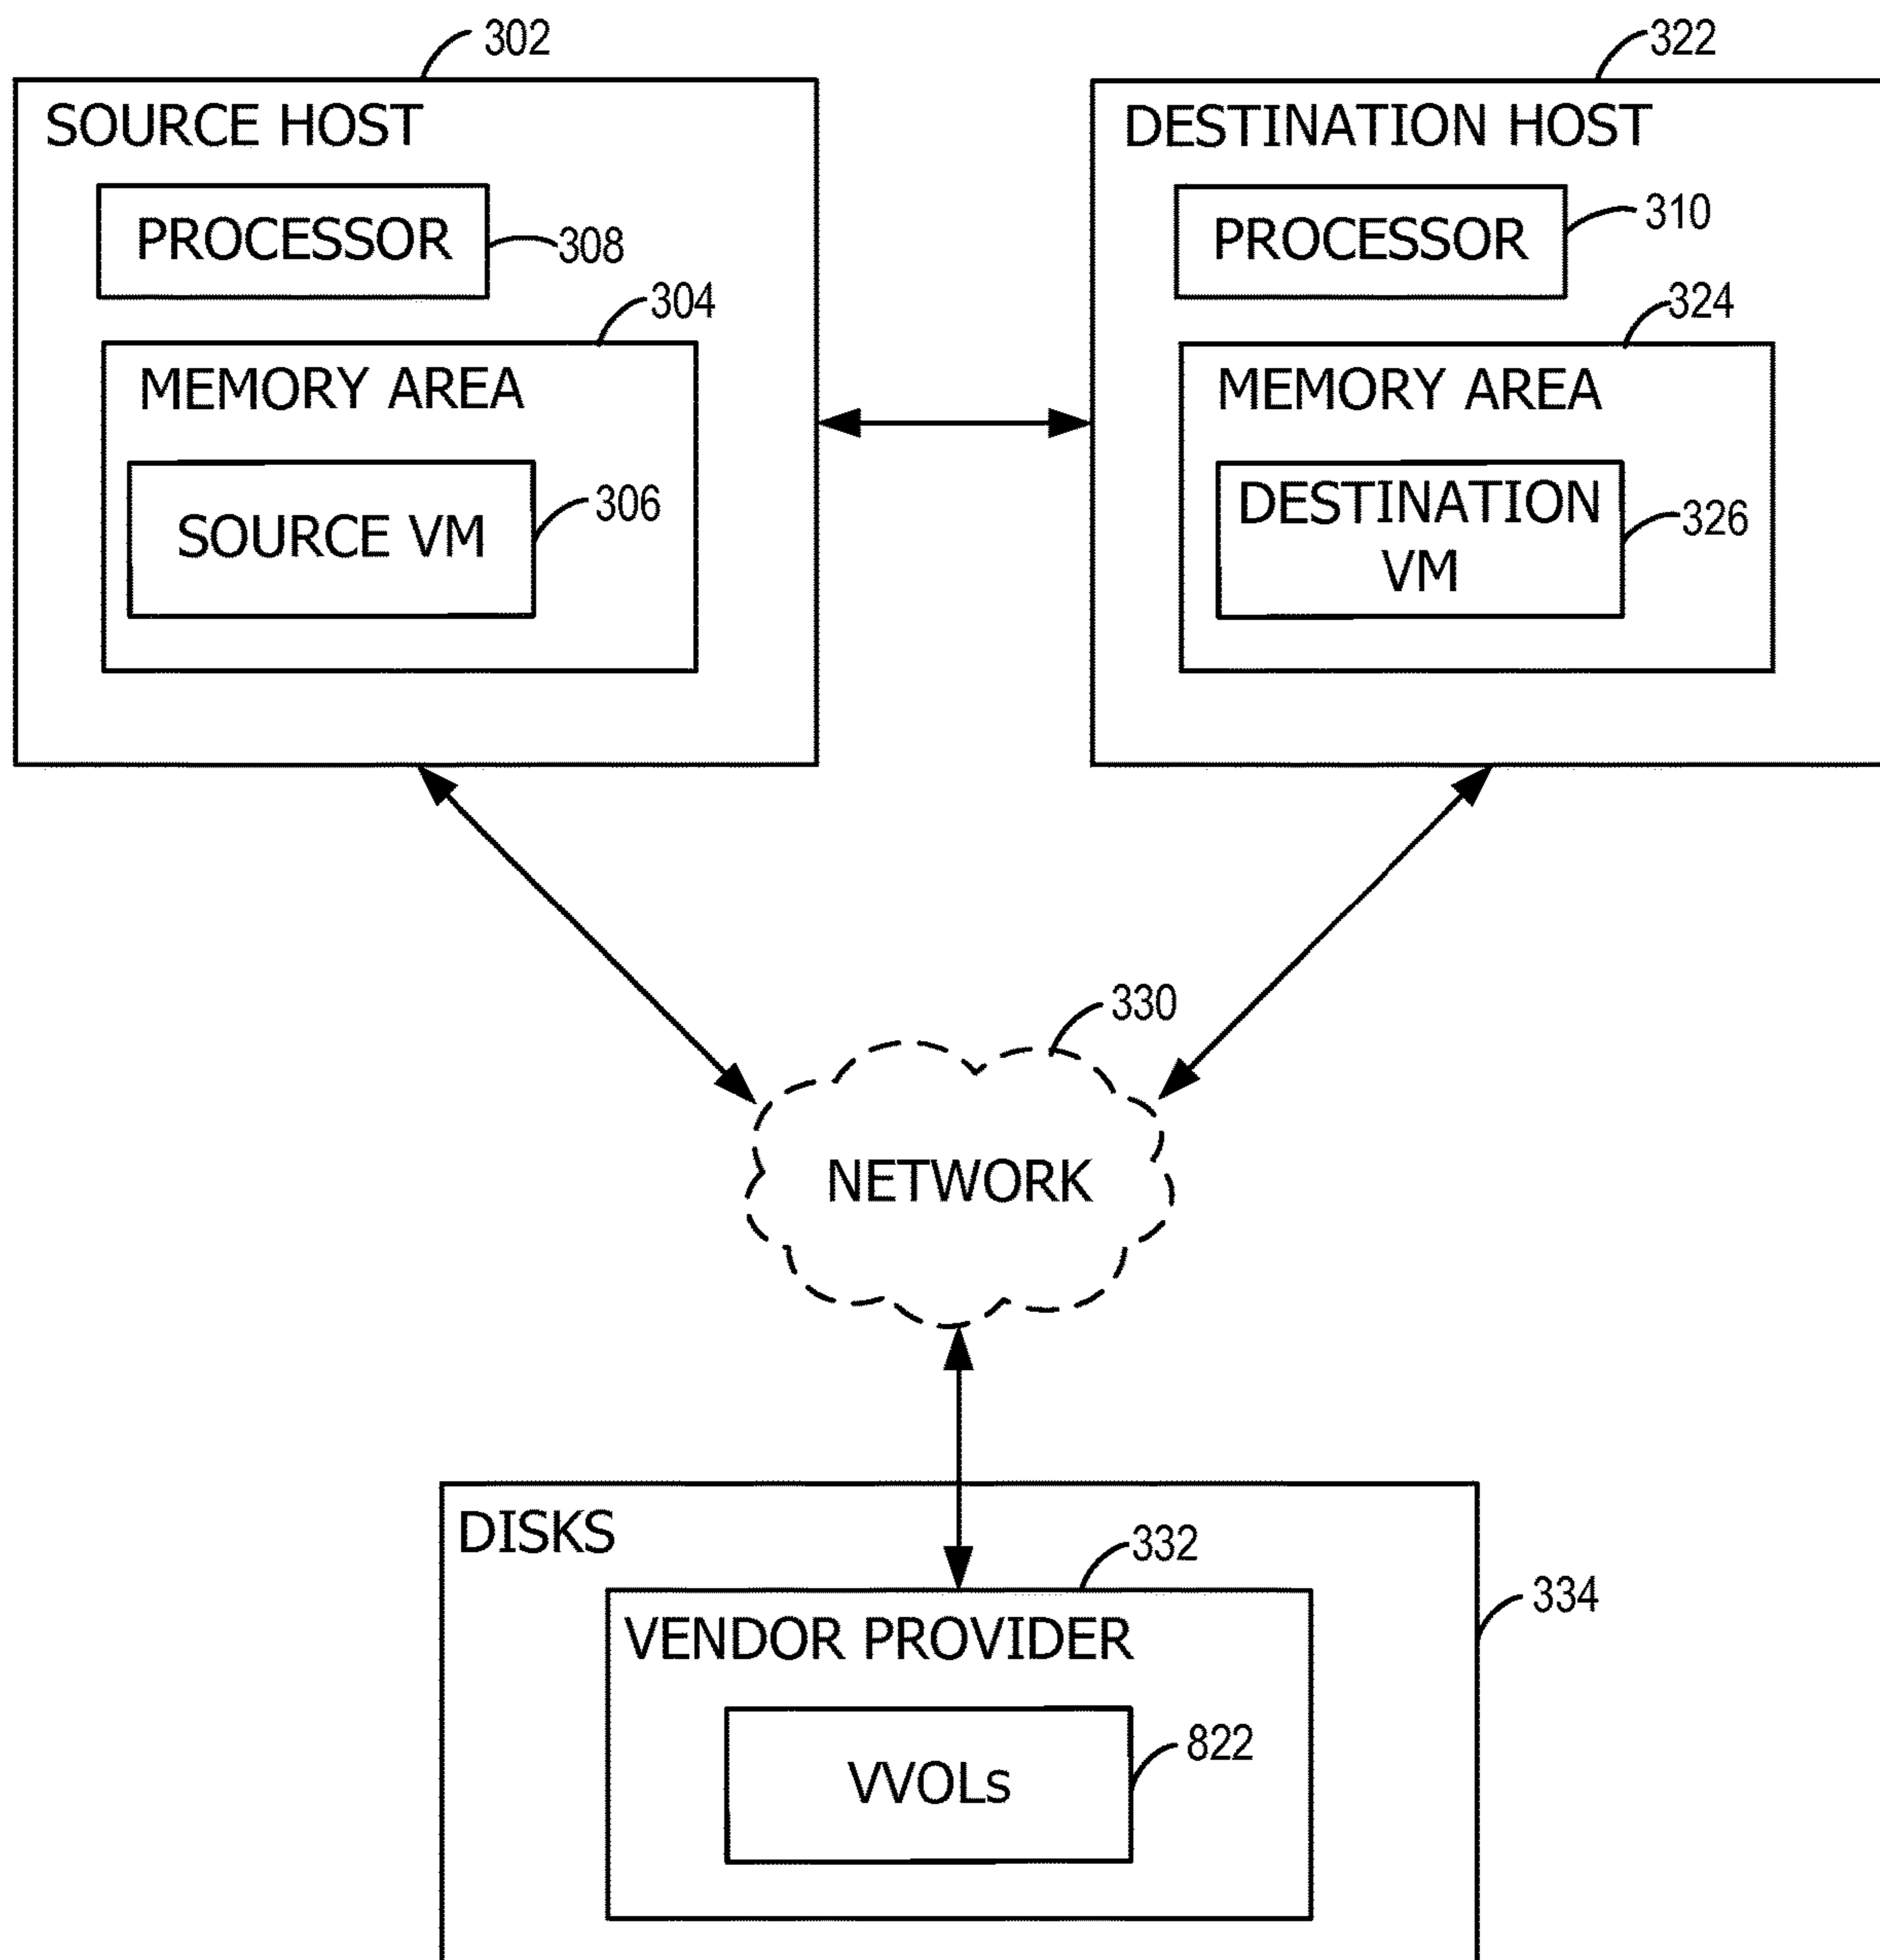 302
322
SOURCE HOST
DESTINATION HOST
PROCESSOR
308
PROCESSOR
310
304
324
MEMORY AREA
MEMORY AREA
SOURCE VM
306
DESTINATION
VM
326
330
NETWORK
DISKS
332
334
VENDOR PROVIDER
VVOLs
822